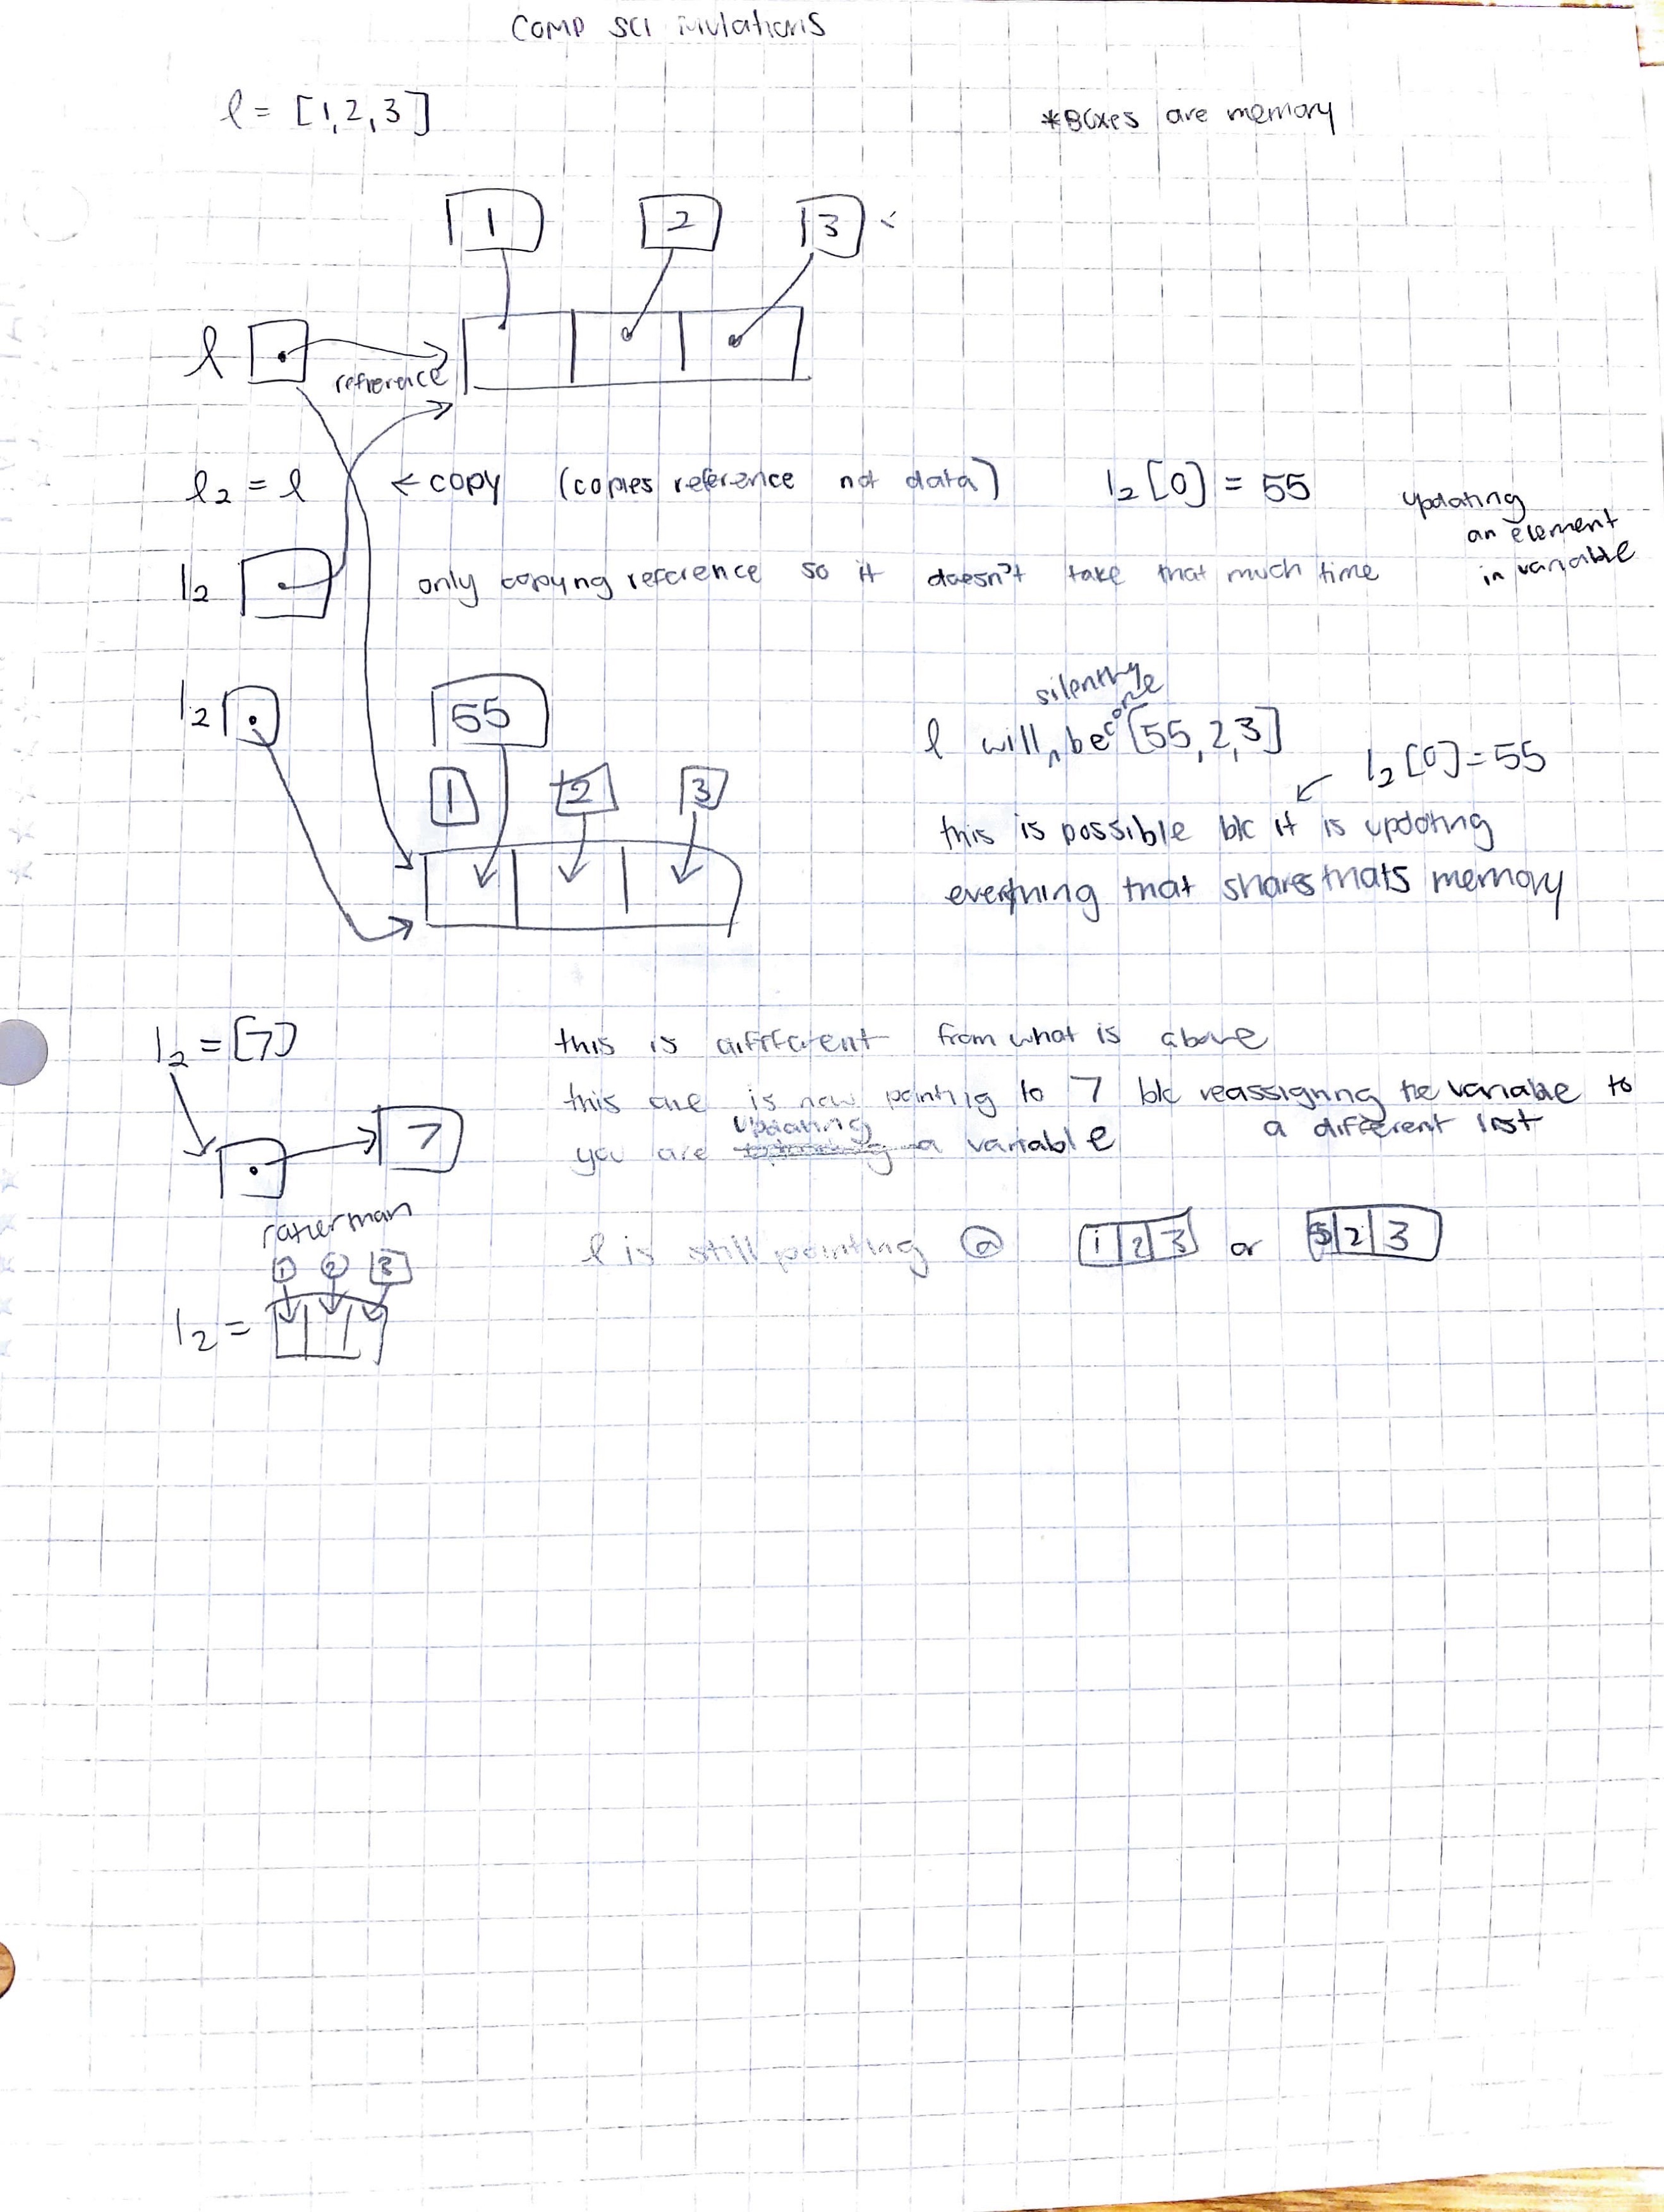 Comp sci Mutations
l = [1,2,3]
*Boxes are memory
1 2 3
l
reference
l2 = l ← copy (copies reference not data) l2[0] = 55
updating
an element
in variable
l2 only copying reference so it doesn't take that much time
l2 55
1 2 3
silently
l will become [55,2,3]
l2[0]=55
this is possible b/c it is updating
everything that shares thats memory
l2 = [7] this is different from what is above
this one is now pointing to 7 b/c reassigning the variable to
a different list
7
updating
you are a variable
rather than
1 2 3
l2 =
l is still pointing @ 1 2 3 or 2 3